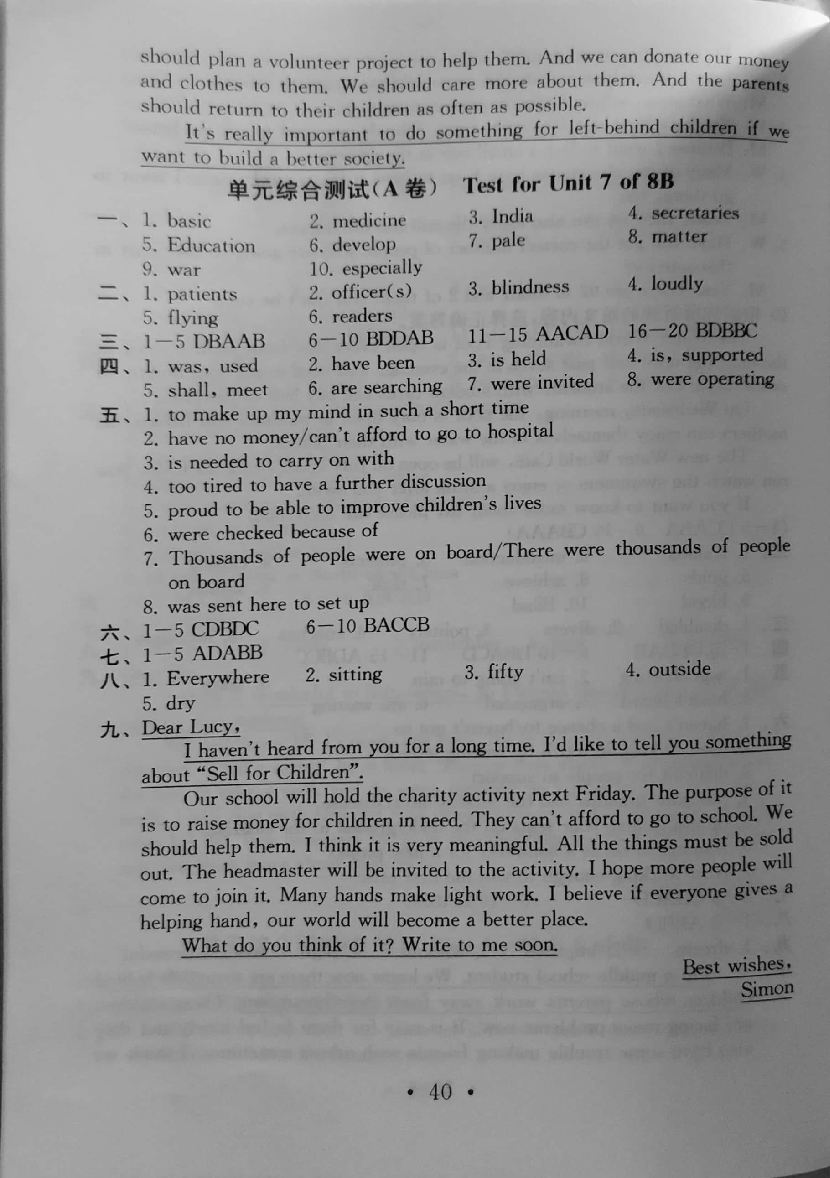 should plan a volunteer project to help them. And we can donate our money
and clothes to them. We should care more about them. And the parents
should return to their children as often as possible.
It's really important to do something for left-behind children if we
want to build a better society.
单元综合测试(A 卷) Test for Unit 7 of 8B
一、1. basic 2. medicine 3. India 4. secretaries
5. Education 6. develop 7. pale 8. matter
9. war 10. especially
二、1. patients 2. officer(s) 3. blindness 4. loudly
5. flying 6. readers
三、1—5 DBAAB 6—10 BDDAB 11—15 AACAD 16—20 BDBBC
四、1. was, used 2. have been 3. is held 4. is, supported
5. shall, meet 6. are searching 7. were invited 8. were operating
五、1. to make up my mind in such a short time
2. have no money/can't afford to go to hospital
3. is needed to carry on with
4. too tired to have a further discussion
5. proud to be able to improve children's lives
6. were checked because of
7. Thousands of people were on board/There were thousands of people
on board
8. was sent here to set up
六、1—5 CDBDC 6—10 BACCB
七、1—5 ADABB
八、1. Everywhere 2. sitting 3. fifty 4. outside
5. dry
九、Dear Lucy,
I haven't heard from you for a long time. I'd like to tell you something
about “Sell for Children”.
Our school will hold the charity activity next Friday. The purpose of it
is to raise money for children in need. They can't afford to go to school. We
should help them. I think it is very meaningful. All the things must be sold
out. The headmaster will be invited to the activity. I hope more people will
come to join it. Many hands make light work. I believe if everyone gives a
helping hand, our world will become a better place.
What do you think of it? Write to me soon.
Best wishes,
Simon
• 40 •